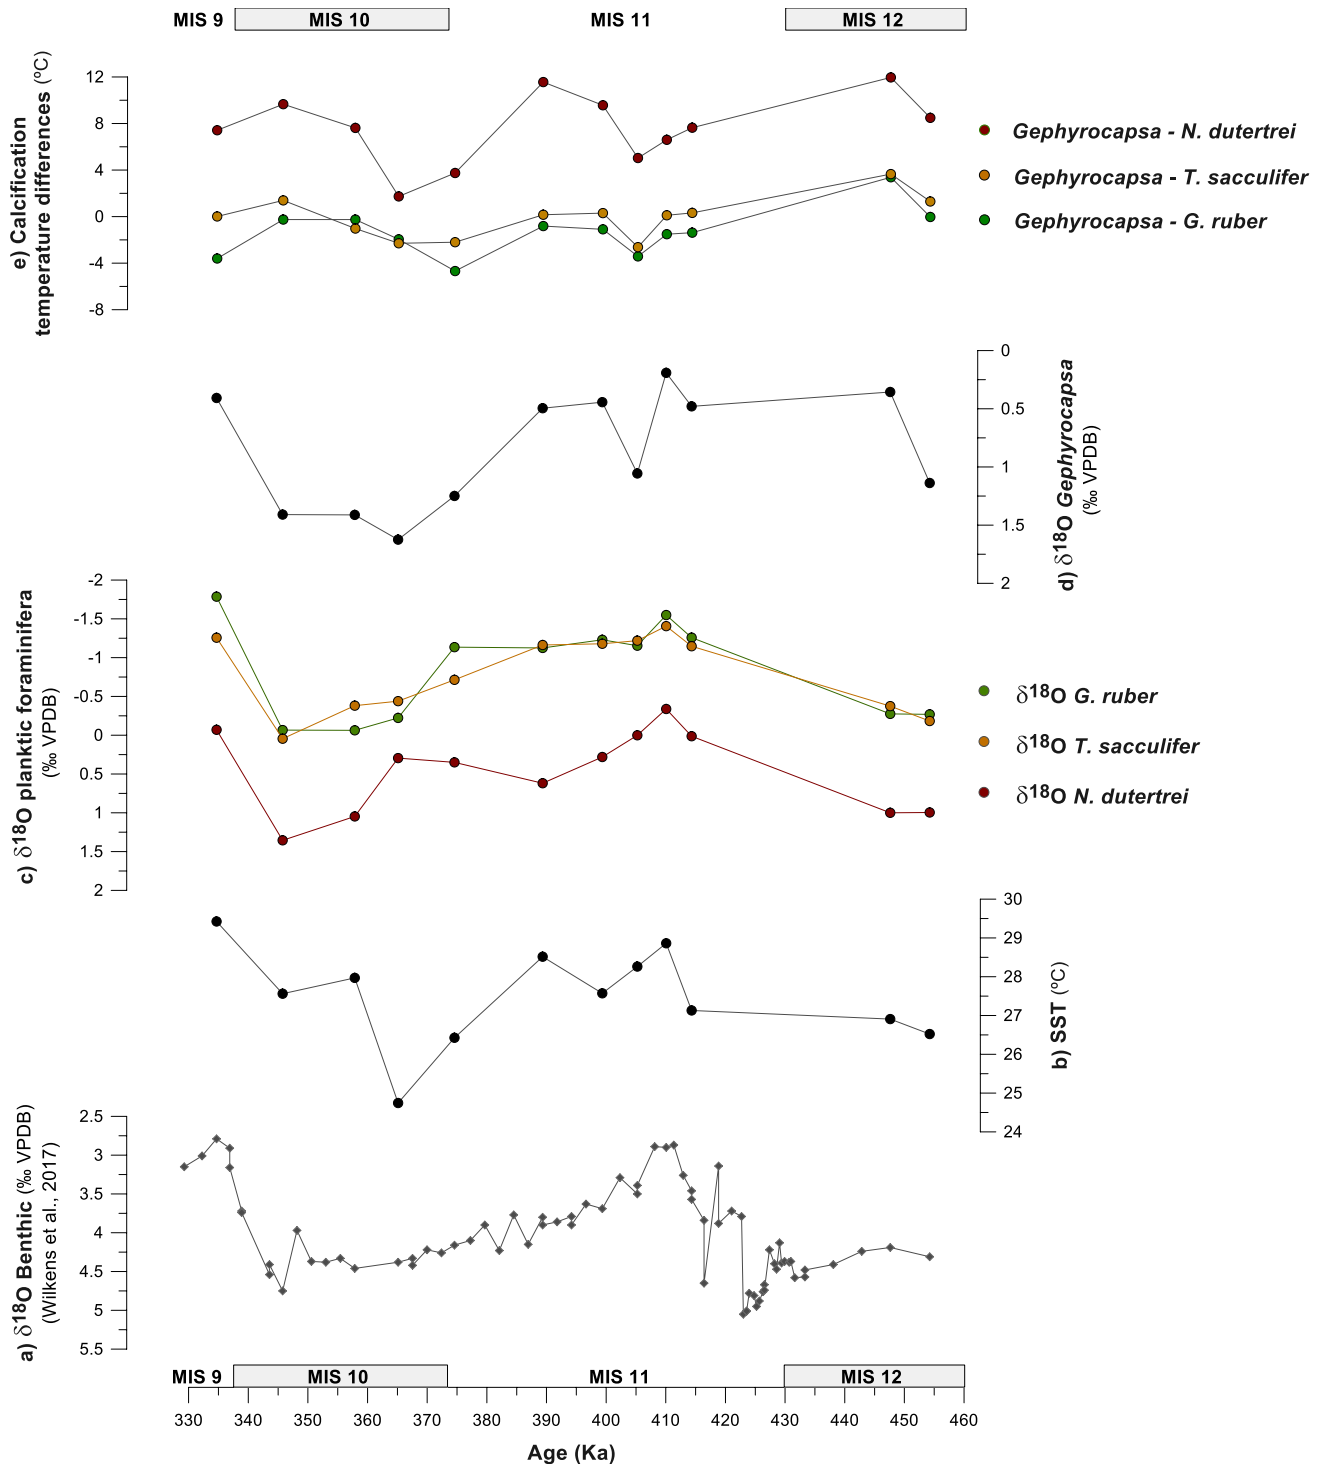 MIS 9
MIS 10
MIS 11
MIS 12
e) Calcification
temperature differences (ºC)
12
8
4
0
-4
-8
Gephyrocapsa - N. dutertrei
Gephyrocapsa - T. sacculifer
Gephyrocapsa - G. ruber
0
0.5
1
1.5
2
d) δ18O Gephyrocapsa
(‰ VPDB)
c) δ18O planktic foraminifera
(‰ VPDB)
-2
-1.5
-1
-0.5
0
0.5
1
1.5
2
δ18O G. ruber
δ18O T. sacculifer
δ18O N. dutertrei
30
29
28
27
26
25
24
b) SST (ºC)
a) δ18O Benthic (‰ VPDB)
(Wilkens et al., 2017)
2.5
3
3.5
4
4.5
5
5.5
MIS 9
MIS 10
MIS 11
MIS 12
330 340 350 360 370 380 390 400 410 420 430 440 450 460
Age (Ka)